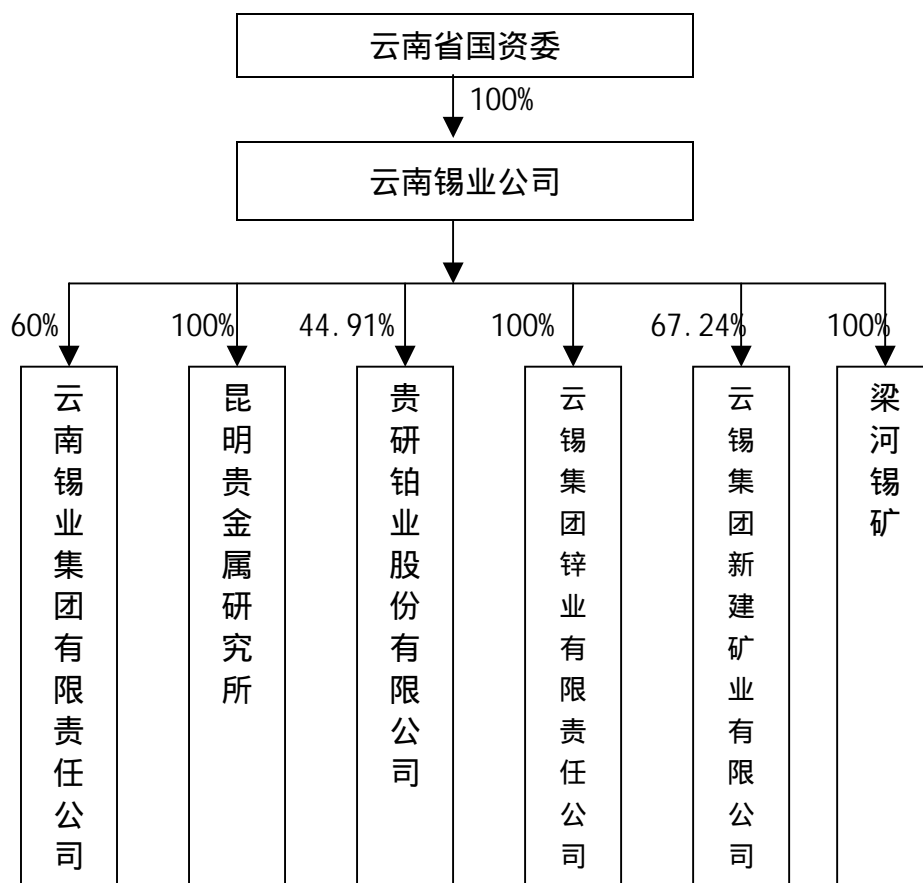 云南省国资委
100%
云南锡业公司
60%
100%
44.91%
100%
67.24%
100%
云南锡业集团有限责任公司
昆明贵金属研究所
贵研铂业股份有限公司
云锡集团锌业有限责任公司
云锡集团新建矿业有限公司
梁河锡矿